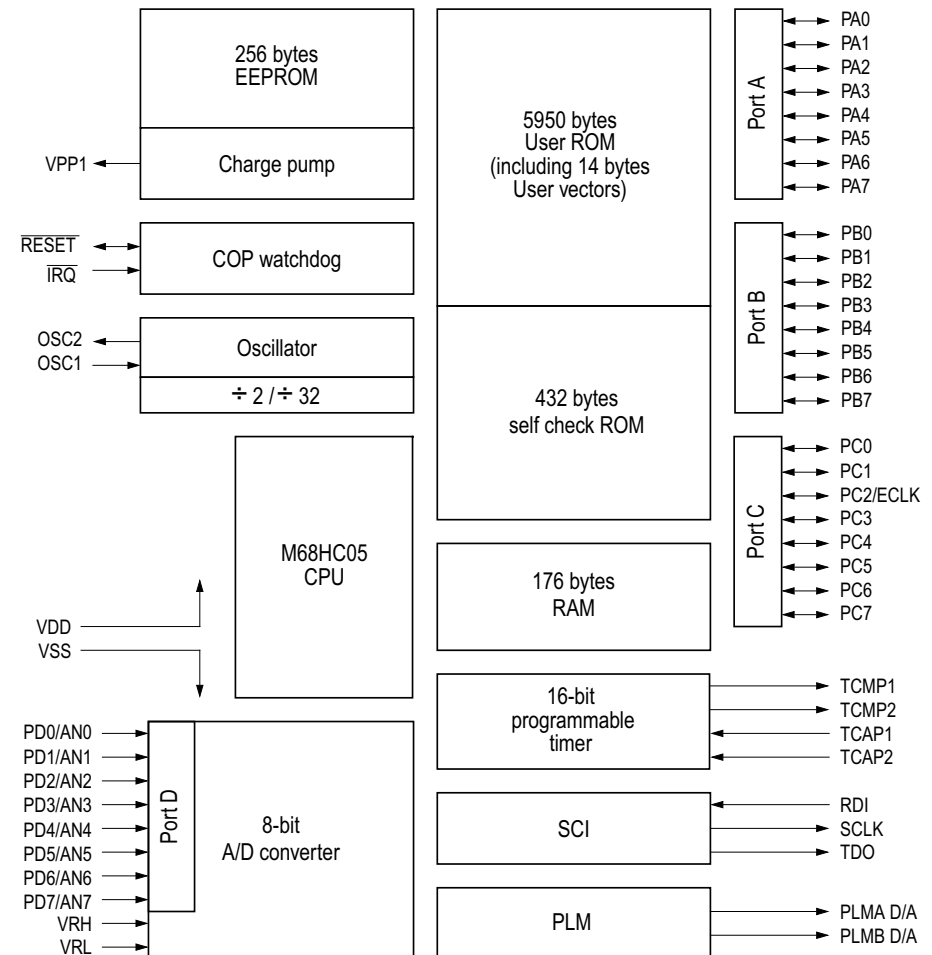 256 bytes
EEPROM
Charge pump
VPP1
RESET
IRQ
COP watchdog
OSC2
OSC1
Oscillator
÷ 2 / ÷ 32
M68HC05
CPU
VDD
VSS
PD0/AN0
PD1/AN1
PD2/AN2
PD3/AN3
PD4/AN4
PD5/AN5
PD6/AN6
PD7/AN7
VRH
VRL
Port D
8-bit
A/D converter
5950 bytes
User ROM
(including 14 bytes
User vectors)
432 bytes
self check ROM
176 bytes
RAM
16-bit
programmable
timer
SCI
PLM
Port A
PA0
PA1
PA2
PA3
PA4
PA5
PA6
PA7
Port B
PB0
PB1
PB2
PB3
PB4
PB5
PB6
PB7
Port C
PC0
PC1
PC2/ECLK
PC3
PC4
PC5
PC6
PC7
TCMP1
TCMP2
TCAP1
TCAP2
RDI
SCLK
TDO
PLMA D/A
PLMB D/A